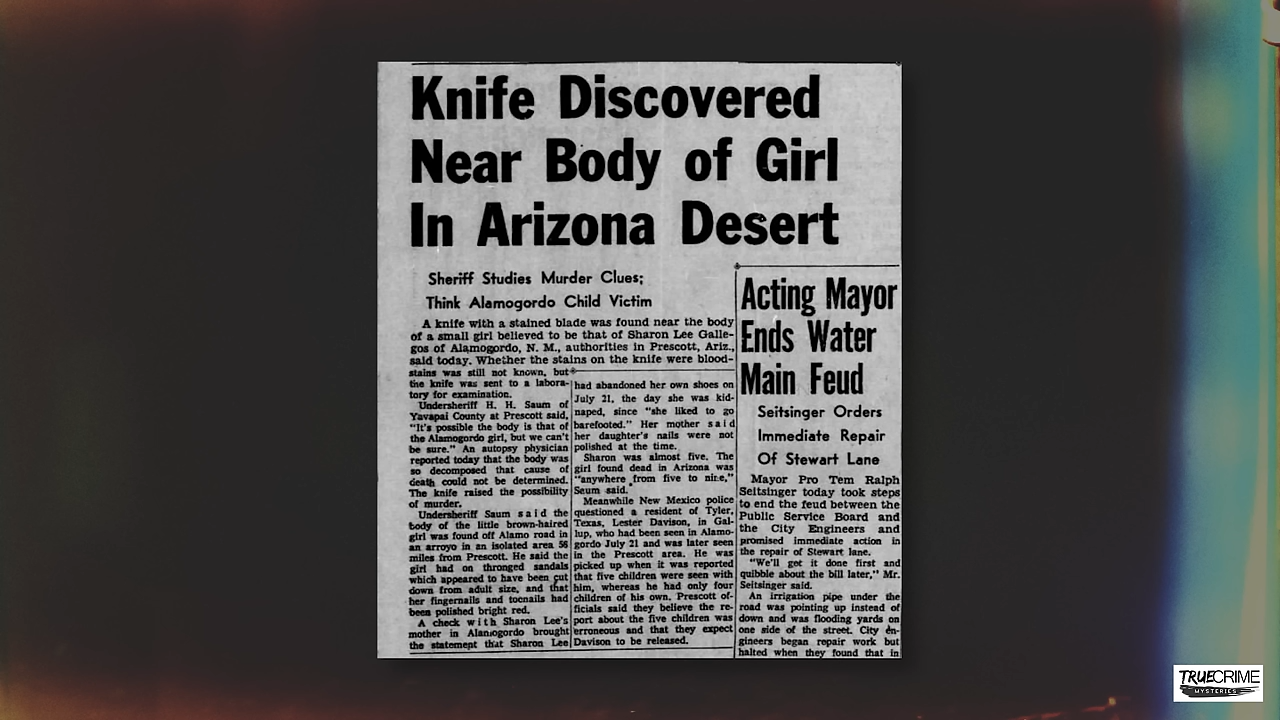 Knife Discovered
Near Body of Girl
In Arizona Desert
Sheriff Studies Murder Clues;
Think Alamogordo Child Victim
A knife with a stained blade was found near the body
of a small girl believed to be that of Sharon Lee Galle-
gos of Alamogordo, N. M., authorities in Prescott, Ariz.,
said today. Whether the stains on the knife were blood-
stains was still not known, but
the knife was sent to a labora-
tory for examination.
Undersheriff H. H. Saum of
Yavapai County at Prescott said,
"It's possible the body is that of
the Alamogordo girl, but we can't
be sure." An autopsy physician
reported today that the body was
so decomposed that cause of
death could not be determined.
The knife raised the possibility
of murder.
Undersheriff Saum said the
body of the little brown-haired
girl was found off Alamo road in
an arroyo in an isolated area 56
miles from Prescott. He said the
girl had on thronged sandals
which appeared to have been cut
down from adult size, and that
her fingernails and toenails had
been polished bright red.
A check with Sharon Lee's
mother in Alamogordo brought
the statement that Sharon Lee
had abandoned her own shoes on
July 21, the day she was kid-
naped, since "she liked to go
barefooted." Her mother said
her daughter's nails were not
polished at the time.
Sharon was almost five. The
girl found dead in Arizona was
"anywhere from five to nine,"
Saum said.
Meanwhile New Mexico police
questioned a resident of Tyler,
Texas, Lester Davison, in Gal-
lup, who had been seen in Alamo-
gordo July 21 and was later seen
in the Prescott area. He was
picked up when it was reported
that five children were seen with
him, whereas he had only four
children of his own. Prescott of-
ficials said they believe the re-
port about the five children was
erroneous and that they expect
Davison to be released.
Acting Mayor
Ends Water
Main Feud
Seitsinger Orders
Immediate Repair
Of Stewart Lane
Mayor Pro Tem Ralph
Seitsinger today took steps
to end the feud between the
Public Service Board and
the City Engineers and
promised immediate action in
the repair of Stewart lane.
"We'll get it done first and
quibble about the bill later," Mr.
Seitsinger said.
An irrigation pipe under the
road was pointing up instead of
down and was flooding yards on
one side of the street. City en-
gineers began repair work but
halted when they found that in
TRUECRIME
MYSTERIES